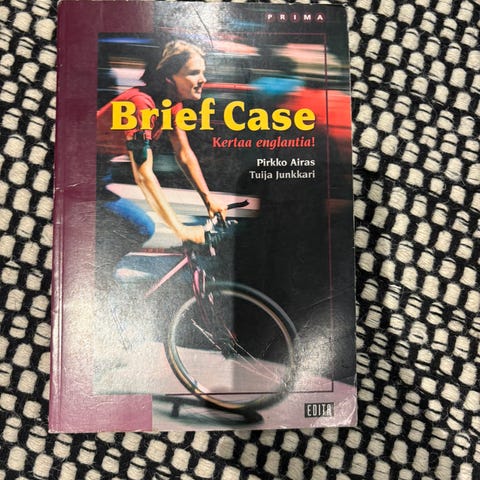 PRIMA
Brief Case
Kertaa englantia!
Pirkko Airas
Tuija Junkkari
EDITA